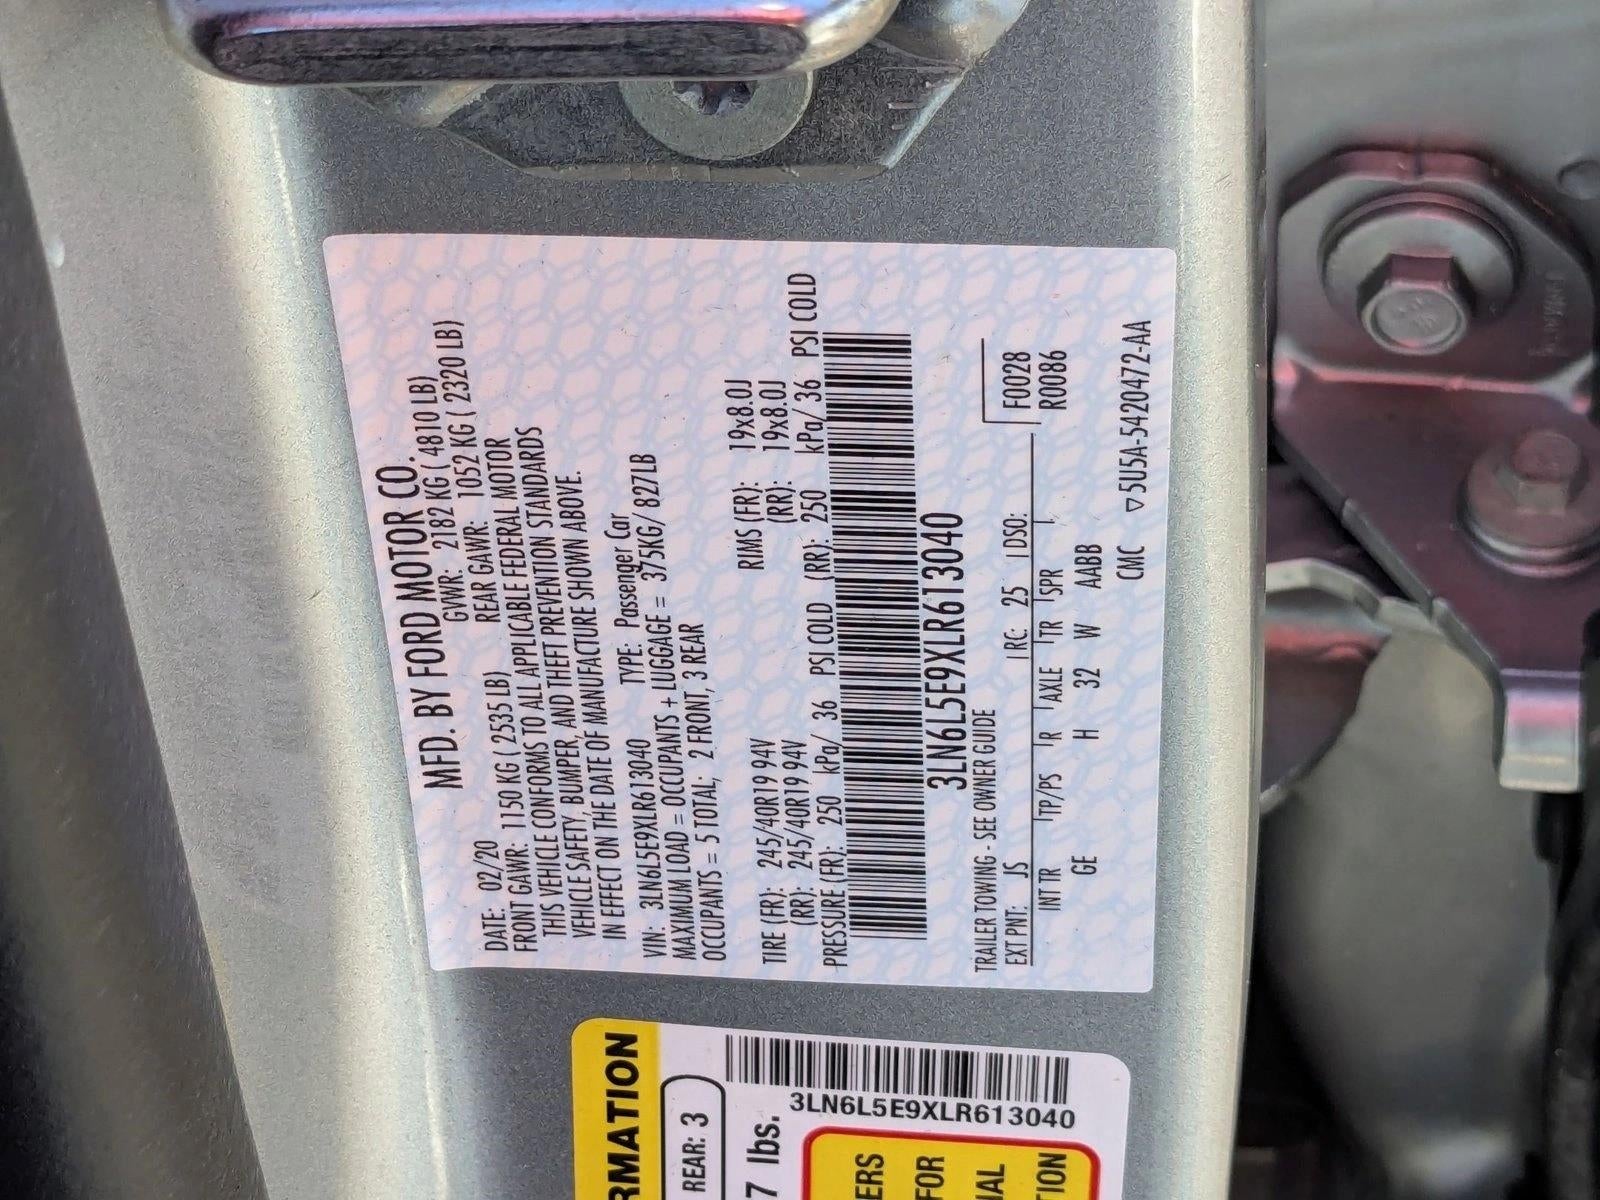 MFD. BY FORD MOTOR CO.
DATE: 02/20 GVWR: 2182 KG ( 4810 LB)
FRONT GAWR: 1150 KG ( 2535 LB) REAR GAWR: 1052 KG ( 2320 LB)
THIS VEHICLE CONFORMS TO ALL APPLICABLE FEDERAL MOTOR
VEHICLE SAFETY, BUMPER, AND THEFT PREVENTION STANDARDS
IN EFFECT ON THE DATE OF MANUFACTURE SHOWN ABOVE.
VIN: 3LN6L5E9XLR613040 TYPE: Passenger Car
MAXIMUM LOAD = OCCUPANTS + LUGGAGE = 375KG/ 827LB
OCCUPANTS = 5 TOTAL; 2 FRONT, 3 REAR
TIRE (FR): 245/40R19 94V RIMS (FR): 19x8.0J
(RR): 245/40R19 94V (RR): 19x8.0J
PRESSURE (FR): 250 kPa/ 36 PSI COLD (RR): 250 kPa/ 36 PSI COLD
3LN6L5E9XLR613040
TRAILER TOWING - SEE OWNER GUIDE F0028
EXT PNT: JS RC: 25 DSO: R0086
INT TR TP/PS R AXLE TR SPR
GE H 32 W AABB
CMC ▽5U5A-5420472-AA
RMATION
REAR: 3
7 lbs.
3LN6L5E9XLR613040
ERS
FOR
NAL
TION